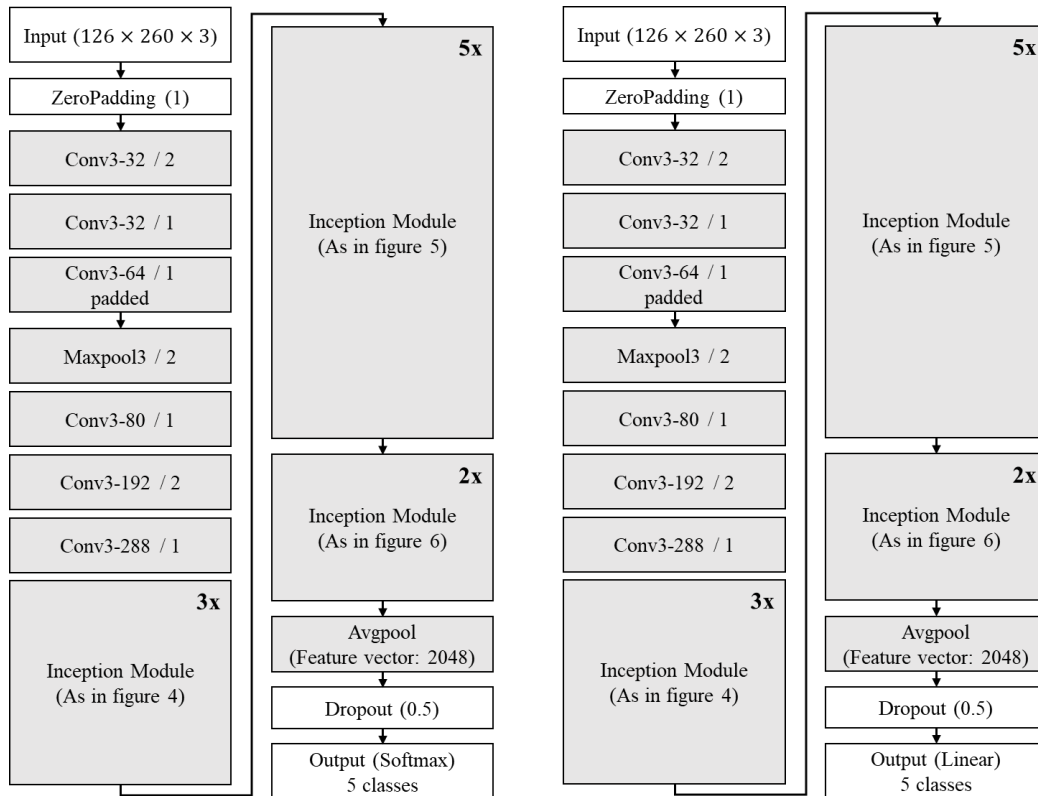 Input (126 × 260 × 3)
ZeroPadding (1)
Conv3-32 / 2
Conv3-32 / 1
Conv3-64 / 1
padded
Maxpool3 / 2
Conv3-80 / 1
Conv3-192 / 2
Conv3-288 / 1
3x
Inception Module
(As in figure 4)
5x
Inception Module
(As in figure 5)
2x
Inception Module
(As in figure 6)
Avgpool
(Feature vector: 2048)
Dropout (0.5)
Output (Softmax)
5 classes
Input (126 × 260 × 3)
ZeroPadding (1)
Conv3-32 / 2
Conv3-32 / 1
Conv3-64 / 1
padded
Maxpool3 / 2
Conv3-80 / 1
Conv3-192 / 2
Conv3-288 / 1
3x
Inception Module
(As in figure 4)
5x
Inception Module
(As in figure 5)
2x
Inception Module
(As in figure 6)
Avgpool
(Feature vector: 2048)
Dropout (0.5)
Output (Linear)
5 classes